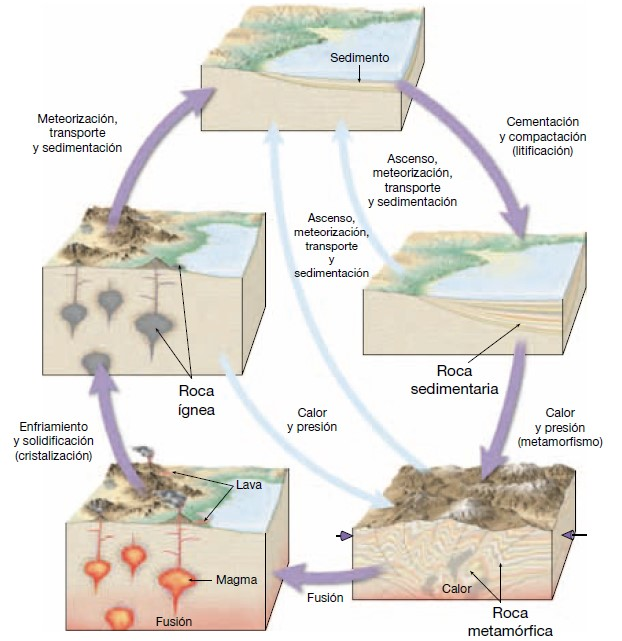 Sedimento
Meteorización,
transporte
y sedimentación
Cementación
y compactación
(litificación)
Ascenso,
meteorización,
transporte
y sedimentación
Ascenso,
meteorización,
transporte
y
sedimentación
Roca
ígnea
Roca
sedimentaria
Enfriamiento
y solidificación
(cristalización)
Calor
y presión
Calor
y presión
(metamorfismo)
Lava
Magma
Fusión
Fusión
Calor
Roca
metamórfica